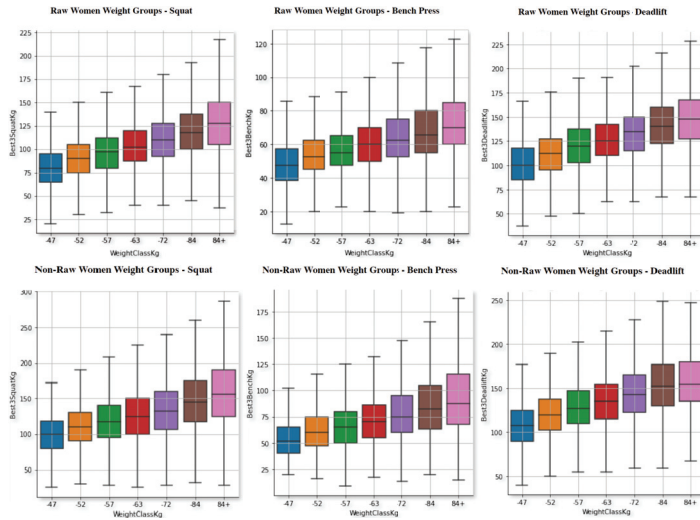 Raw Women Weight Groups - Squat
Raw Women Weight Groups - Bench Press
Raw Women Weight Groups - Deadlift
225
200
175
150
125
100
75
50
25
Best3SquatKg
-47 -52 -57 -63 -72 -84 84+
WeightClassKg
120
100
80
60
40
20
Best3BenchKg
-47 -52 -57 -63 -72 -84 84+
WeightClassKg
225
200
175
150
125
100
75
50
Best3DeadliftKg
-47 -52 -57 -63 -72 -84 84+
WeightClassKg
Non-Raw Women Weight Groups - Squat
Non-Raw Women Weight Groups - Bench Press
Non-Raw Women Weight Groups - Deadlift
300
250
200
150
100
50
Best3SquatKg
-47 -52 -57 -63 -72 -84 84+
WeightClassKg
175
150
125
100
75
50
25
Best3BenchKg
-47 -52 -57 -63 -72 -84 84+
WeightClassKg
250
200
150
100
50
Best3DeadliftKg
-47 -52 -57 -63 -72 -84 84+
WeightClassKg